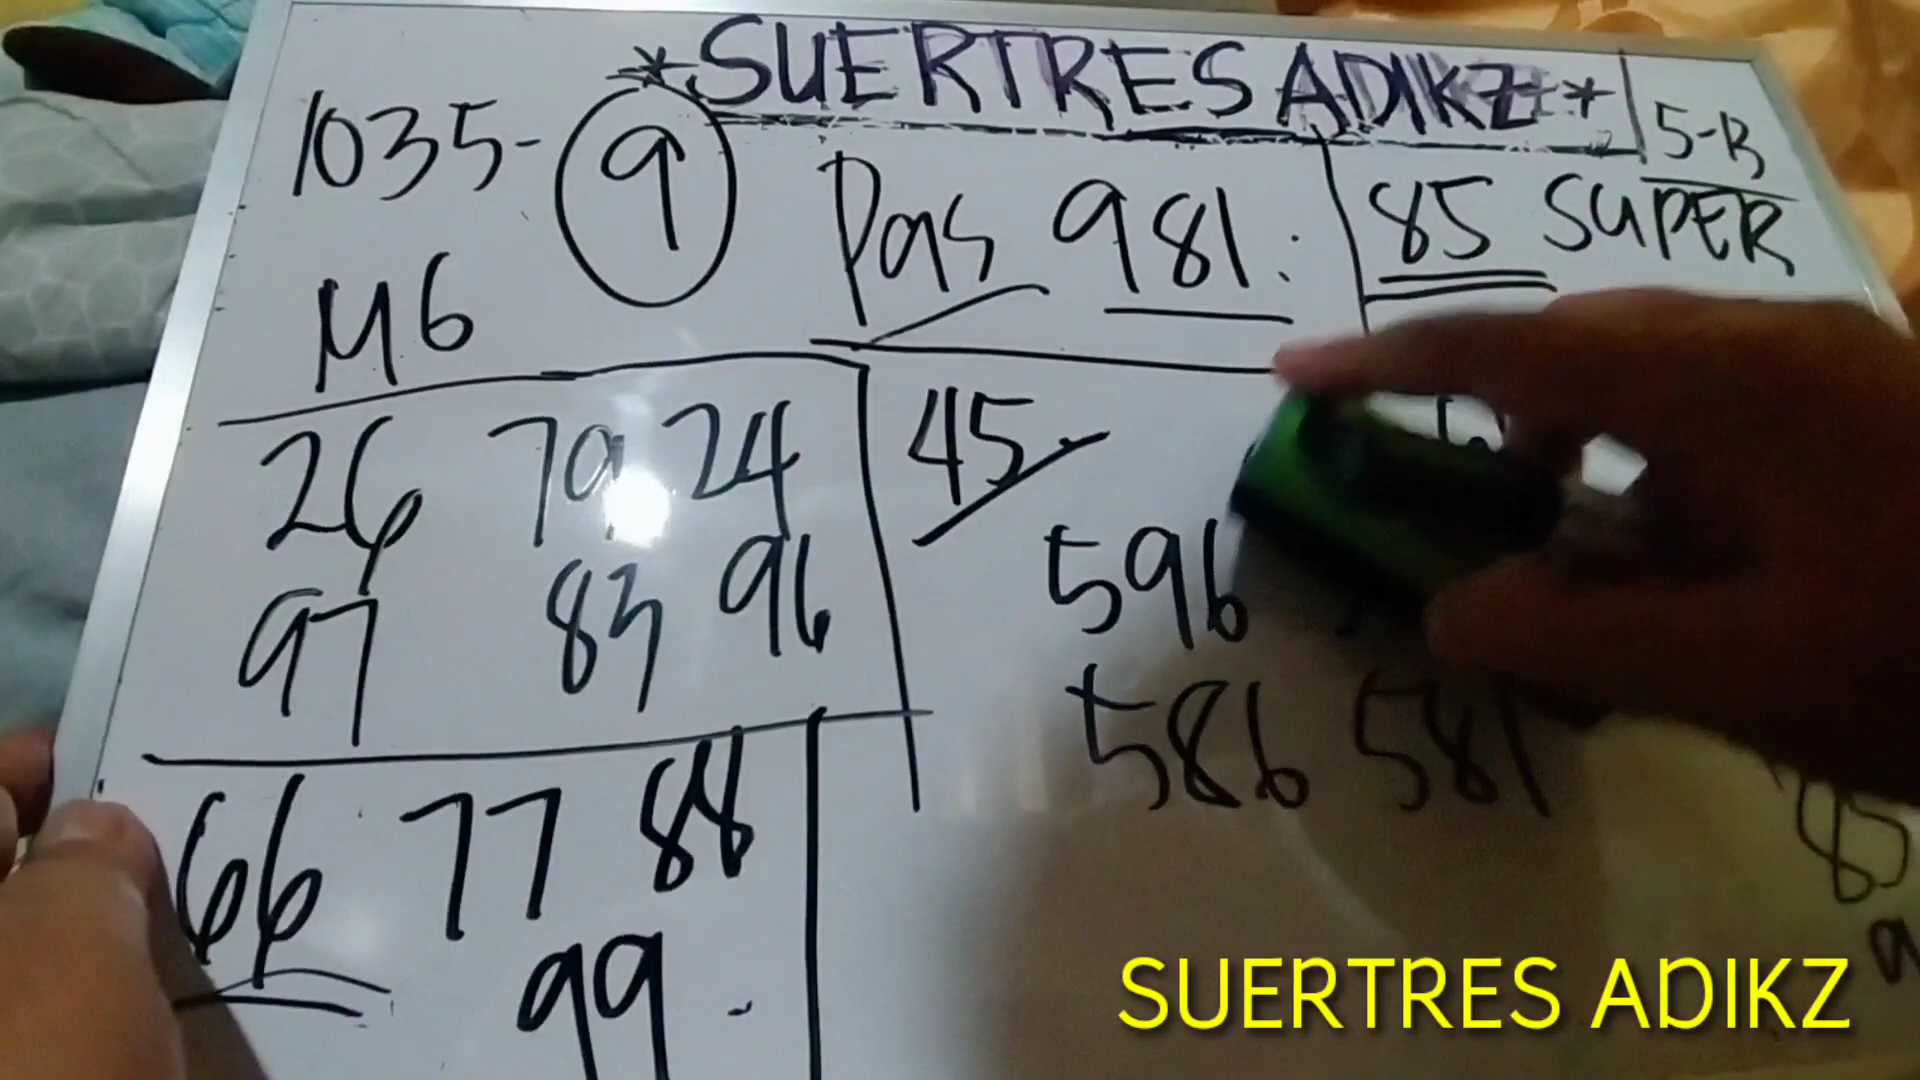 *SUERTRES ADIKZ*
5-B
1035- 9
Pas 981.
85 SUPER
M6
26 79 24
97 83 96
45
596
586 581
66 77 88
99
85
SUERTRES ADIKZ